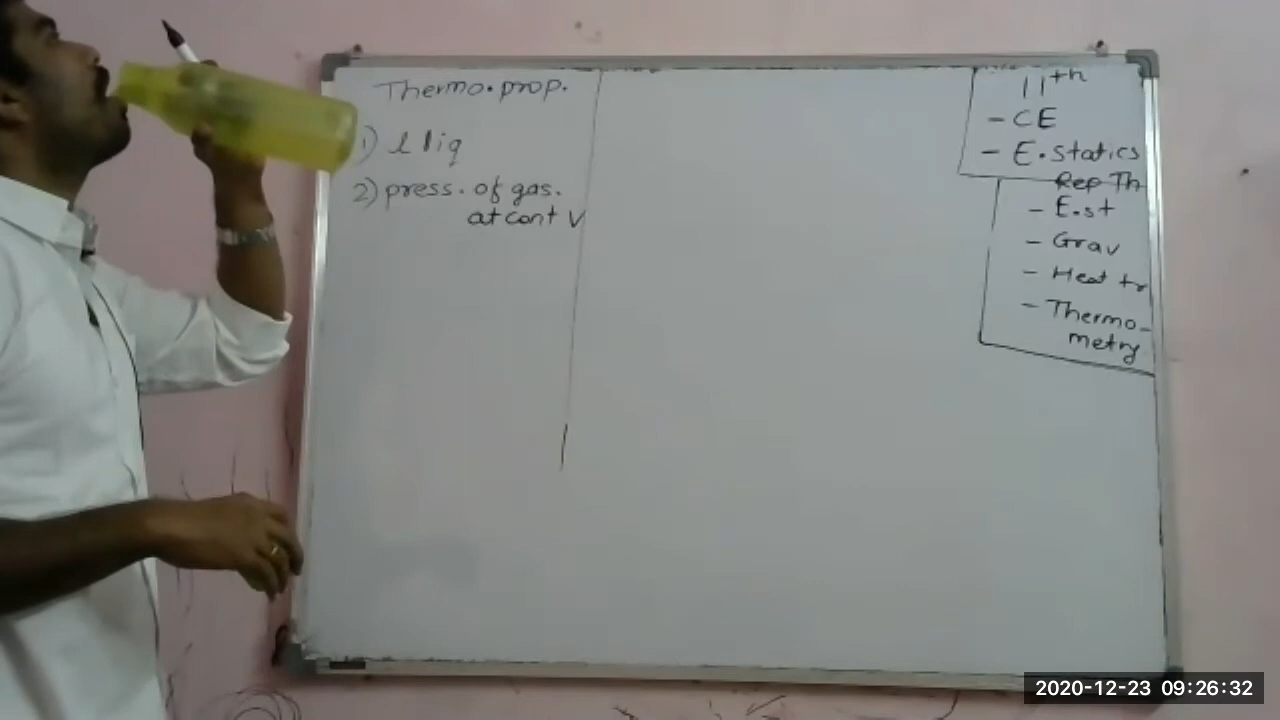 Thermo. prop.
1) l liq
2) press. of gas.
at cont V
11th
- CE
- E. statics
Rep Th
- E.st
- Grav
- Heat tr
- Thermo-
metry
2020-12-23 09:26:32